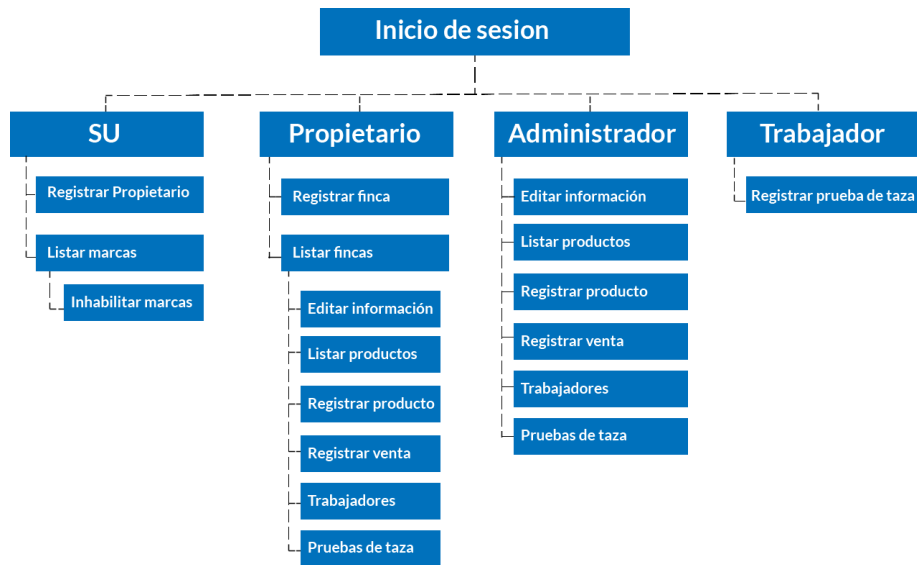 Inicio de sesion
SU
Registrar Propietario
Listar marcas
Inhabilitar marcas
Propietario
Registrar finca
Listar fincas
Editar información
Listar productos
Registrar producto
Registrar venta
Trabajadores
Pruebas de taza
Administrador
Editar información
Listar productos
Registrar producto
Registrar venta
Trabajadores
Pruebas de taza
Trabajador
Registrar prueba de taza